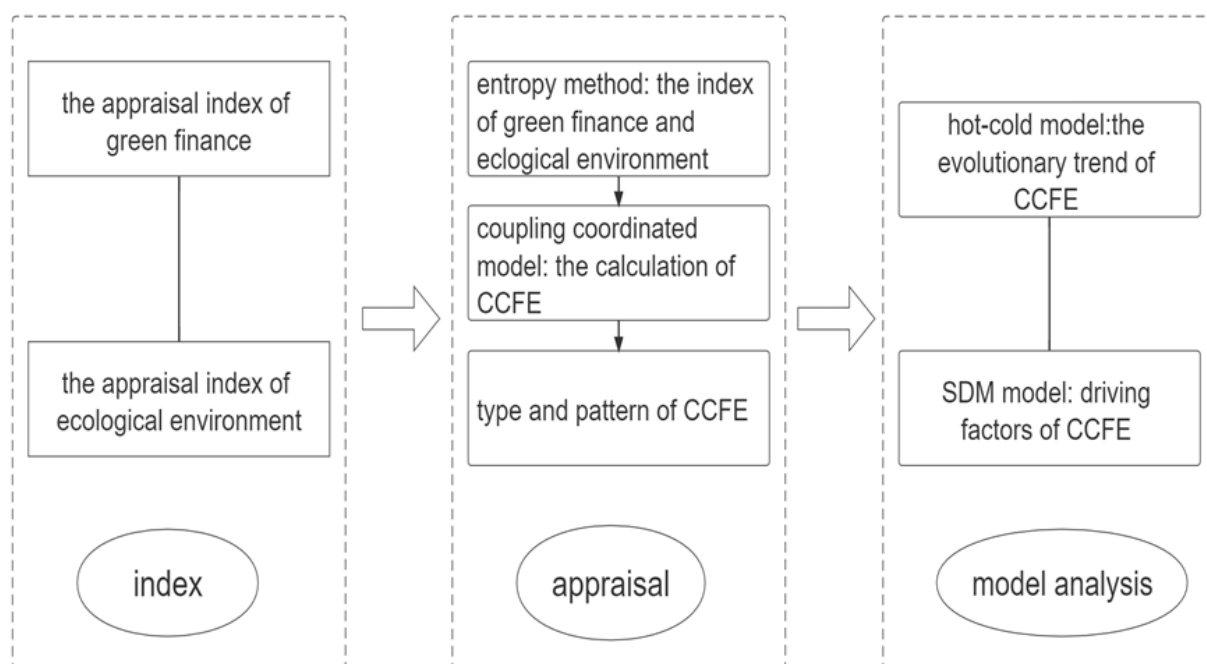 the appraisal index of
green finance
the appraisal index of
ecological environment
index
entropy method: the index
of green finance and
eclogical environment
coupling coordinated
model: the calculation of
CCFE
type and pattern of CCFE
appraisal
hot-cold model:the
evolutionary trend of
CCFE
SDM model: driving
factors of CCFE
model analysis